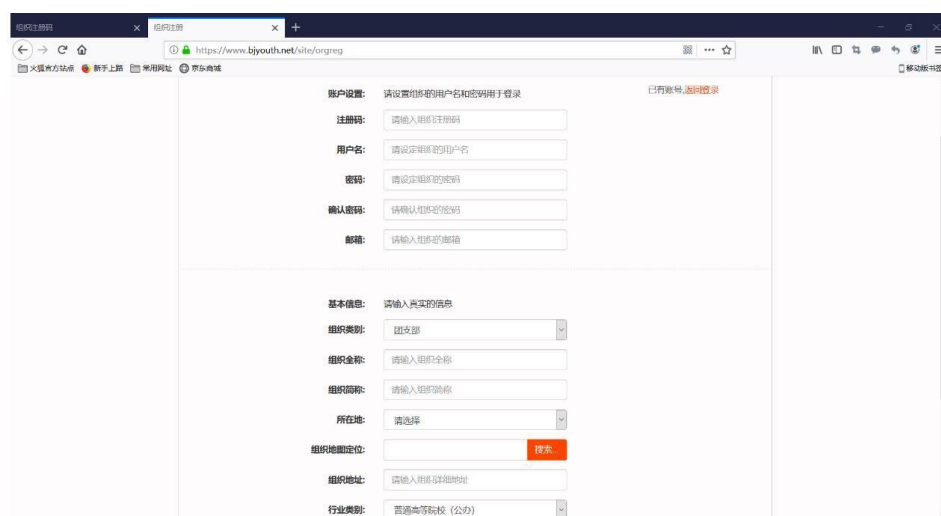 组织注册码
组织注册
https://www.bjyouth.net/site/orgreg
火狐官方站点 新手上路 常用网址 京东商城 移动版书签
账户设置: 请设置组织的用户名和密码用于登录 已有账号,返回登录
注册码: 请输入组织注册码
用户名: 请设定组织的用户名
密码: 请设定组织的密码
确认密码: 请确认组织的密码
邮箱: 请输入组织的邮箱
基本信息: 请输入真实的信息
组织类别: 团支部
组织全称: 请输入组织全称
组织简称: 请输入组织简称
所在地: 请选择
组织地图定位: 搜索...
组织地址: 请输入组织详细地址
行业类别: 普通高等院校（公办）